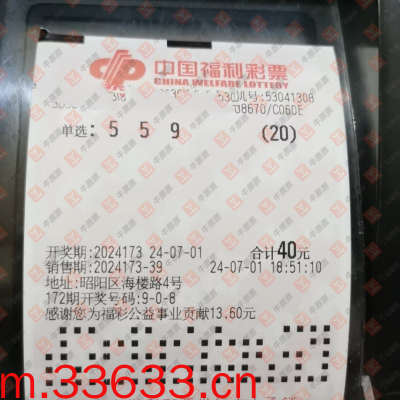 中国福利彩票
CHINA WELFARE LOTTERY
机号:53041308
08670/C06DE
单选: 5 5 9 (20)
开奖期:2024173 24-07-01 合计40元
销售期:2024173-39 24-07-01 18:51:10
地址:昭阳区海楼路4号
172期开奖号码:9-0-8
感谢您为福彩公益事业贡献13.60元
m.33633.cn